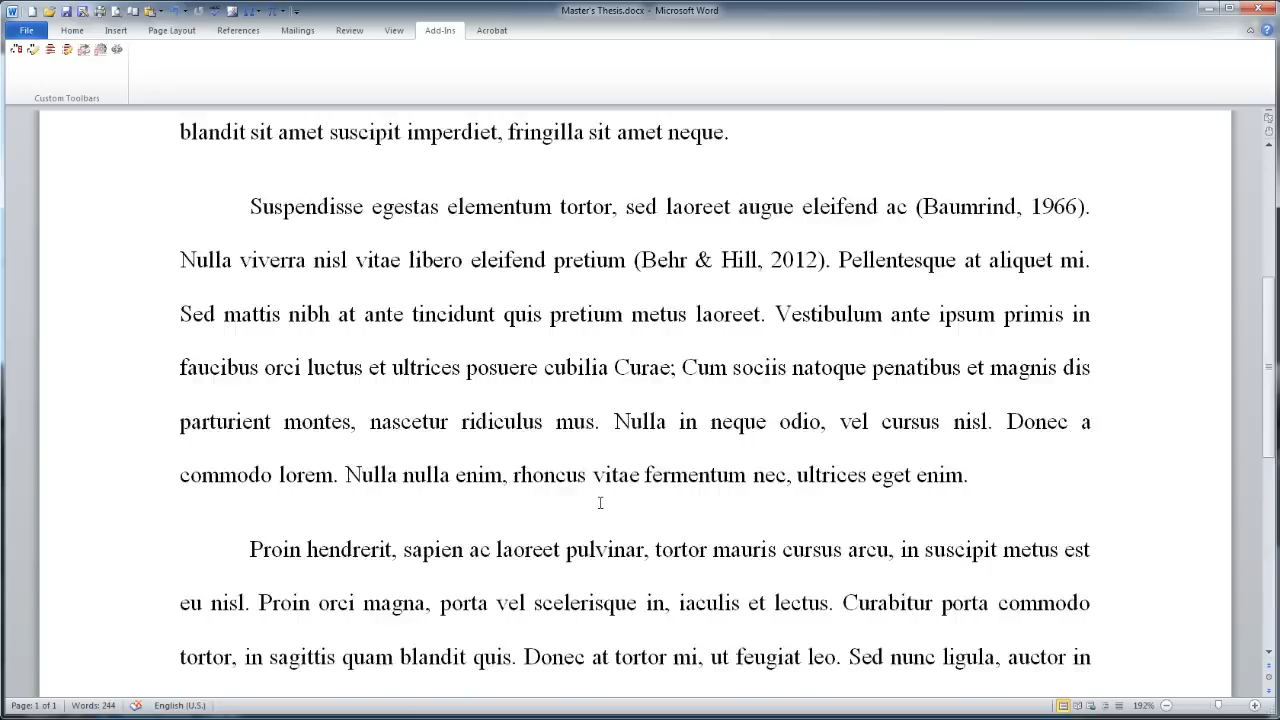 Master's Thesis.docx - Microsoft Word
File Home Insert Page Layout References Mailings Review View Add-Ins Acrobat
Custom Toolbars
blandit sit amet suscipit imperdiet, fringilla sit amet neque.
Suspendisse egestas elementum tortor, sed laoreet augue eleifend ac (Baumrind, 1966).
Nulla viverra nisl vitae libero eleifend pretium (Behr & Hill, 2012). Pellentesque at aliquet mi.
Sed mattis nibh at ante tincidunt quis pretium metus laoreet. Vestibulum ante ipsum primis in
faucibus orci luctus et ultrices posuere cubilia Curae; Cum sociis natoque penatibus et magnis dis
parturient montes, nascetur ridiculus mus. Nulla in neque odio, vel cursus nisl. Donec a
commodo lorem. Nulla nulla enim, rhoncus vitae fermentum nec, ultrices eget enim.
Proin hendrerit, sapien ac laoreet pulvinar, tortor mauris cursus arcu, in suscipit metus est
eu nisl. Proin orci magna, porta vel scelerisque in, iaculis et lectus. Curabitur porta commodo
tortor, in sagittis quam blandit quis. Donec at tortor mi, ut feugiat leo. Sed nunc ligula, auctor in
Page: 1 of 1 Words: 244 English (U.S.) 192%